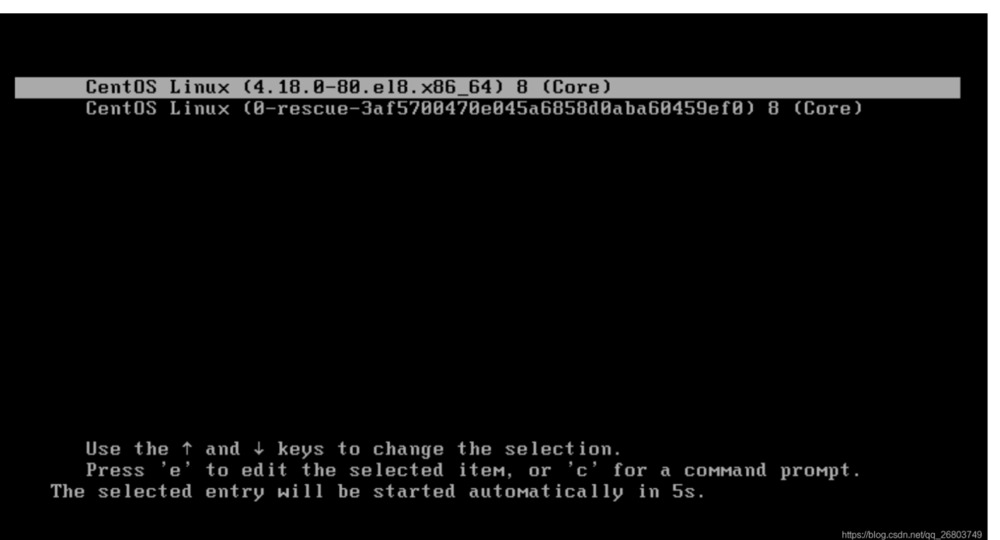 CentOS Linux (4.18.0-80.el8.x86_64) 8 (Core)
CentOS Linux (0-rescue-3af5700470e045a6858d0aba60459ef0) 8 (Core)
Use the ↑ and ↓ keys to change the selection.
Press 'e' to edit the selected item, or 'c' for a command prompt.
The selected entry will be started automatically in 5s.
https://blog.csdn.net/qq_26803749